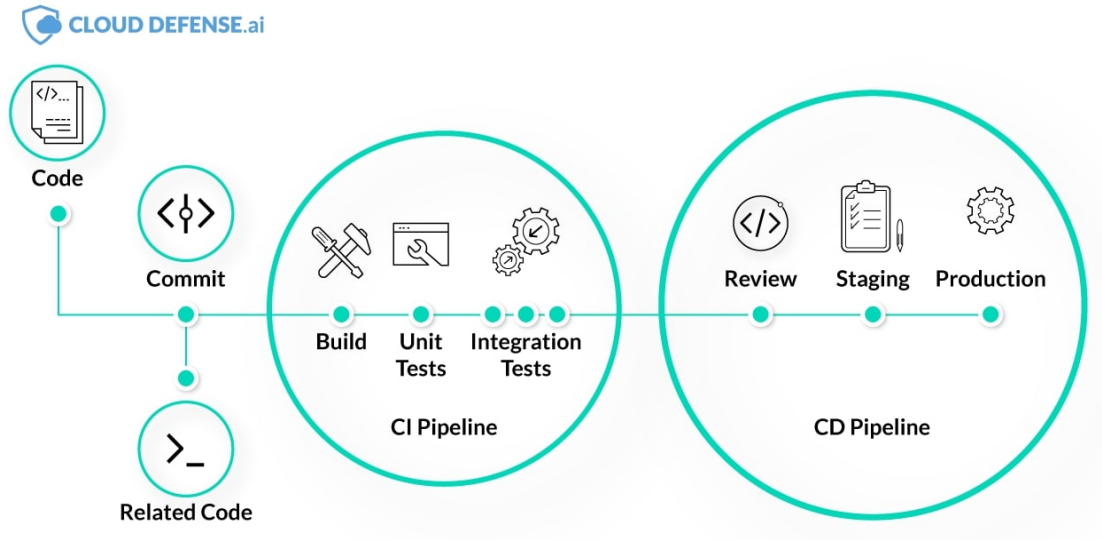 CLOUD DEFENSE.ai
</>...
Code
Commit
Related Code
Build
Unit
Tests
Integration
Tests
CI Pipeline
</>
Review
Staging
Production
CD Pipeline